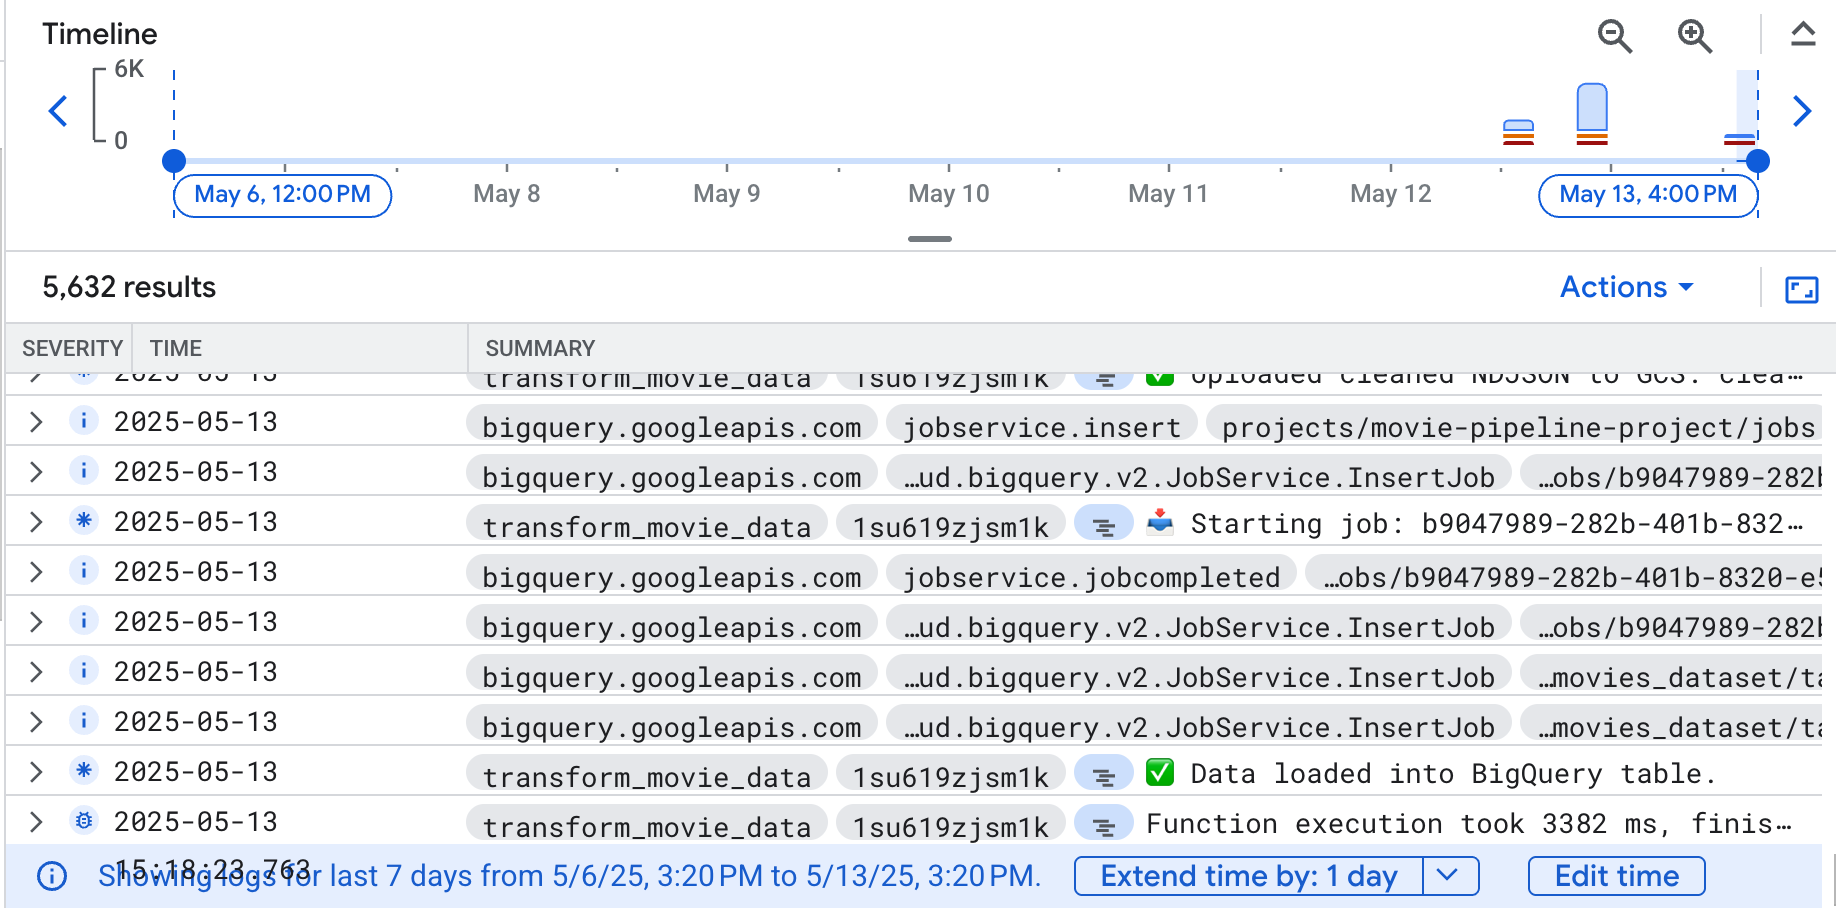 Timeline
6K
0
May 6, 12:00 PM May 8 May 9 May 10 May 11 May 12 May 13, 4:00 PM
5,632 results Actions
SEVERITY TIME SUMMARY
2025-05-13 transform_movie_data 1su619zjsm1k ✅ Uploaded cleaned NDJSON to GCS: clea…
2025-05-13 bigquery.googleapis.com jobservice.insert projects/movie-pipeline-project/jobs
2025-05-13 bigquery.googleapis.com …ud.bigquery.v2.JobService.InsertJob …obs/b9047989-282b
2025-05-13 transform_movie_data 1su619zjsm1k 📥 Starting job: b9047989-282b-401b-832…
2025-05-13 bigquery.googleapis.com jobservice.jobcompleted …obs/b9047989-282b-401b-8320-e5
2025-05-13 bigquery.googleapis.com …ud.bigquery.v2.JobService.InsertJob …obs/b9047989-282b
2025-05-13 bigquery.googleapis.com …ud.bigquery.v2.JobService.InsertJob …movies_dataset/ta
2025-05-13 bigquery.googleapis.com …ud.bigquery.v2.JobService.InsertJob …movies_dataset/ta
2025-05-13 transform_movie_data 1su619zjsm1k ✅ Data loaded into BigQuery table.
2025-05-13 transform_movie_data 1su619zjsm1k Function execution took 3382 ms, finis…
15:18:23.763
Showing logs for last 7 days from 5/6/25, 3:20 PM to 5/13/25, 3:20 PM. Extend time by: 1 day Edit time